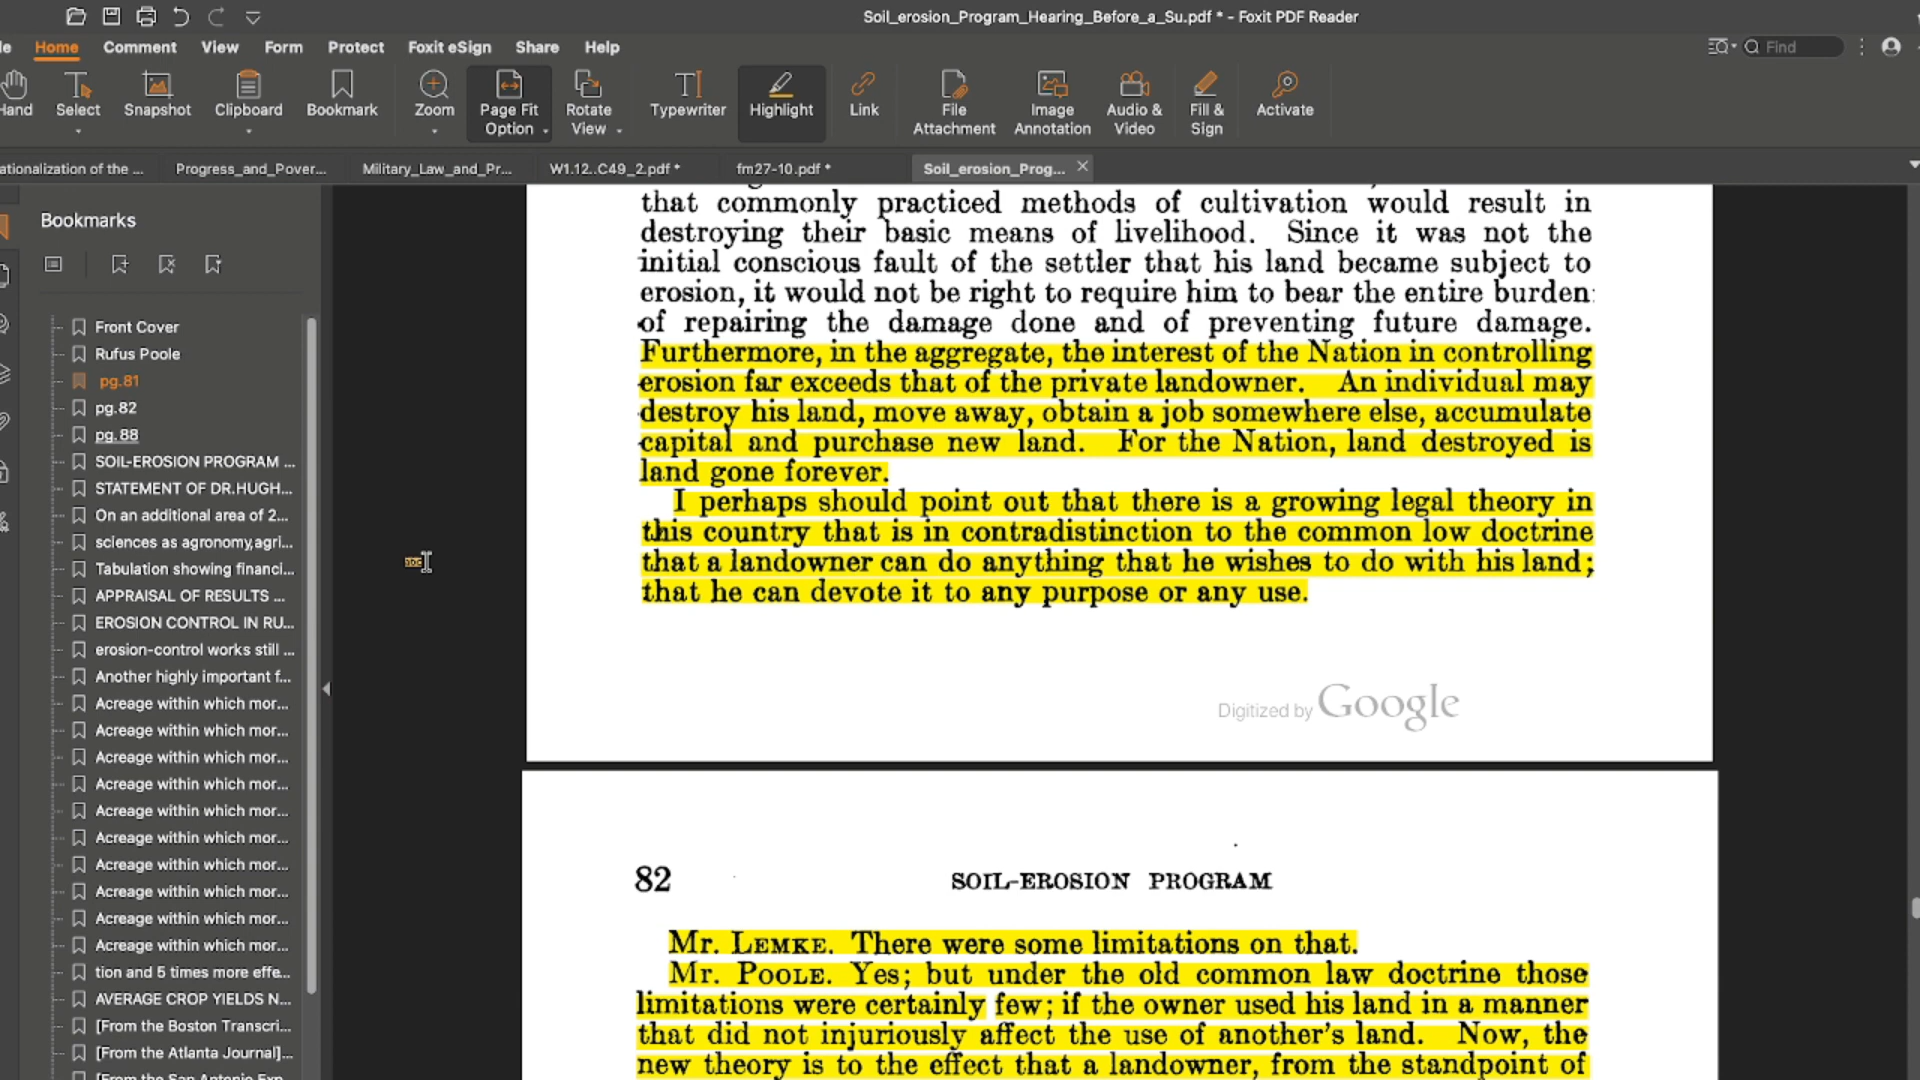 Soil_erosion_Program_Hearing_Before_a_Su.pdf * - Foxit PDF Reader
Home Comment View Form Protect Foxit eSign Share Help
Find
Hand Select Snapshot Clipboard Bookmark Zoom Page Fit Option Rotate View Typewriter Highlight Link File Attachment Image Annotation Audio & Video Fill & Sign Activate
ationalization of the ... Progress_and_Pover... Military_Law_and_Pr... W1.12..C49_2.pdf * fm27-10.pdf * Soil_erosion_Prog...
Bookmarks
Front Cover
Rufus Poole
pg.81
pg.82
pg.88
SOIL-EROSION PROGRAM ...
STATEMENT OF DR.HUGH...
On an additional area of 2...
sciences as agronomy,agri...
Tabulation showing financi...
APPRAISAL OF RESULTS ...
EROSION CONTROL IN RU...
erosion-control works still ...
Another highly important f...
Acreage within which mor...
Acreage within which mor...
Acreage within which mor...
Acreage within which mor...
Acreage within which mor...
Acreage within which mor...
Acreage within which mor...
Acreage within which mor...
Acreage within which mor...
Acreage within which mor...
tion and 5 times more effe...
AVERAGE CROP YIELDS N...
[From the Boston Transcri...
[From the Atlanta Journal]...
that commonly practiced methods of cultivation would result in
destroying their basic means of livelihood. Since it was not the
initial conscious fault of the settler that his land became subject to
erosion, it would not be right to require him to bear the entire burden
of repairing the damage done and of preventing future damage.
Furthermore, in the aggregate, the interest of the Nation in controlling
erosion far exceeds that of the private landowner. An individual may
destroy his land, move away, obtain a job somewhere else, accumulate
capital and purchase new land. For the Nation, land destroyed is
land gone forever.
I perhaps should point out that there is a growing legal theory in
this country that is in contradistinction to the common low doctrine
that a landowner can do anything that he wishes to do with his land;
that he can devote it to any purpose or any use.
Digitized by Google
82 SOIL-EROSION PROGRAM
Mr. LEMKE. There were some limitations on that.
Mr. POOLE. Yes; but under the old common law doctrine those
limitations were certainly few; if the owner used his land in a manner
that did not injuriously affect the use of another's land. Now, the
new theory is to the effect that a landowner, from the standpoint of